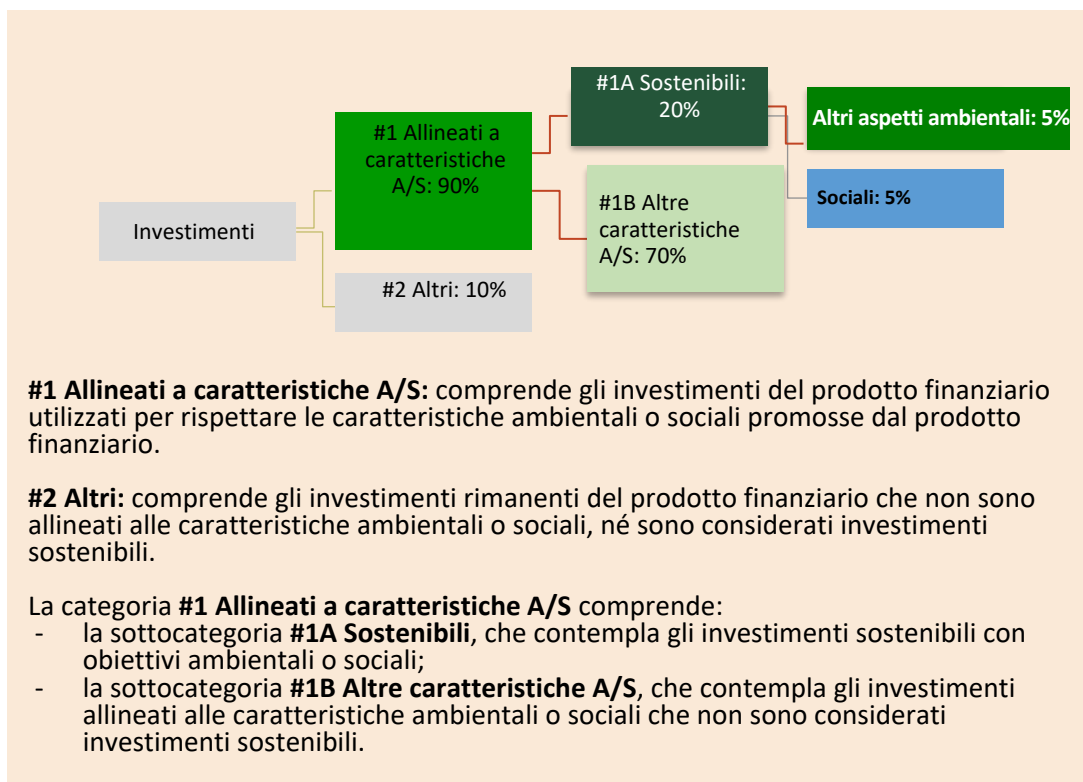 #1A Sostenibili:
20%
Altri aspetti ambientali: 5%
#1 Allineati a
caratteristiche
A/S: 90%
Sociali: 5%
#1B Altre
caratteristiche
A/S: 70%
Investimenti
#2 Altri: 10%
#1 Allineati a caratteristiche A/S: comprende gli investimenti del prodotto finanziario
utilizzati per rispettare le caratteristiche ambientali o sociali promosse dal prodotto
finanziario.
#2 Altri: comprende gli investimenti rimanenti del prodotto finanziario che non sono
allineati alle caratteristiche ambientali o sociali, né sono considerati investimenti
sostenibili.
La categoria #1 Allineati a caratteristiche A/S comprende:
- la sottocategoria #1A Sostenibili, che contempla gli investimenti sostenibili con
obiettivi ambientali o sociali;
- la sottocategoria #1B Altre caratteristiche A/S, che contempla gli investimenti
allineati alle caratteristiche ambientali o sociali che non sono considerati
investimenti sostenibili.